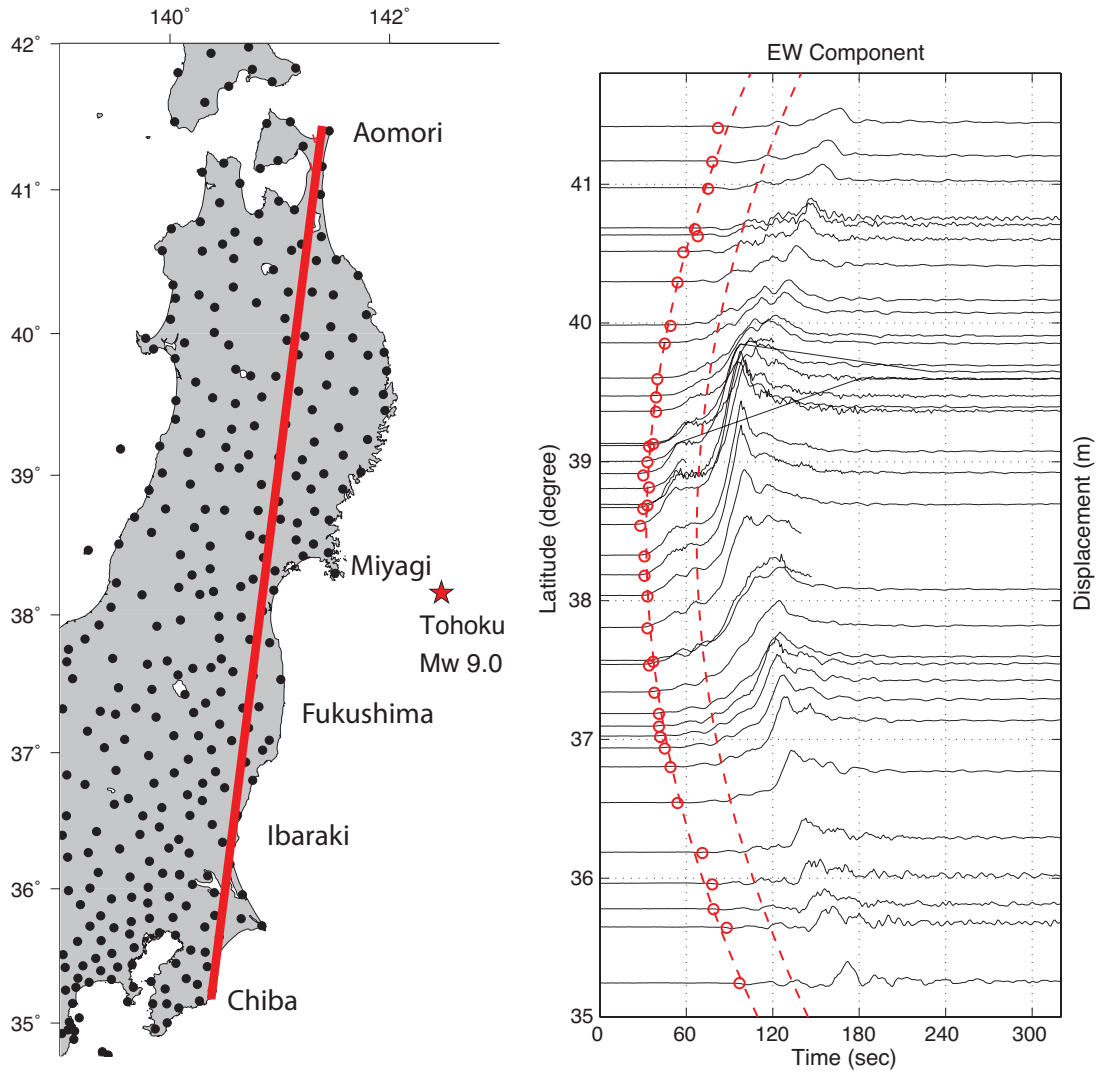 140° 142°
42°
41°
40°
39°
38°
37°
36°
35°
Aomori
Miyagi
Tohoku
Mw 9.0
Fukushima
Ibaraki
Chiba
EW Component
Latitude (degree)
41
40
39
38
37
36
35
0 60 120 180 240 300
Time (sec)
Displacement (m)